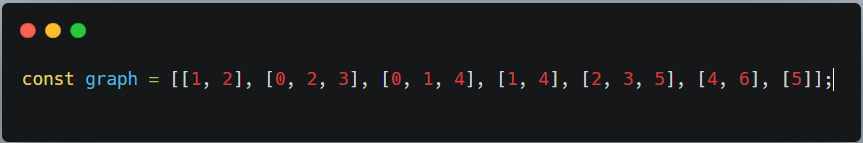 const graph = [[1, 2], [0, 2, 3], [0, 1, 4], [1, 4], [2, 3, 5], [4, 6], [5]];